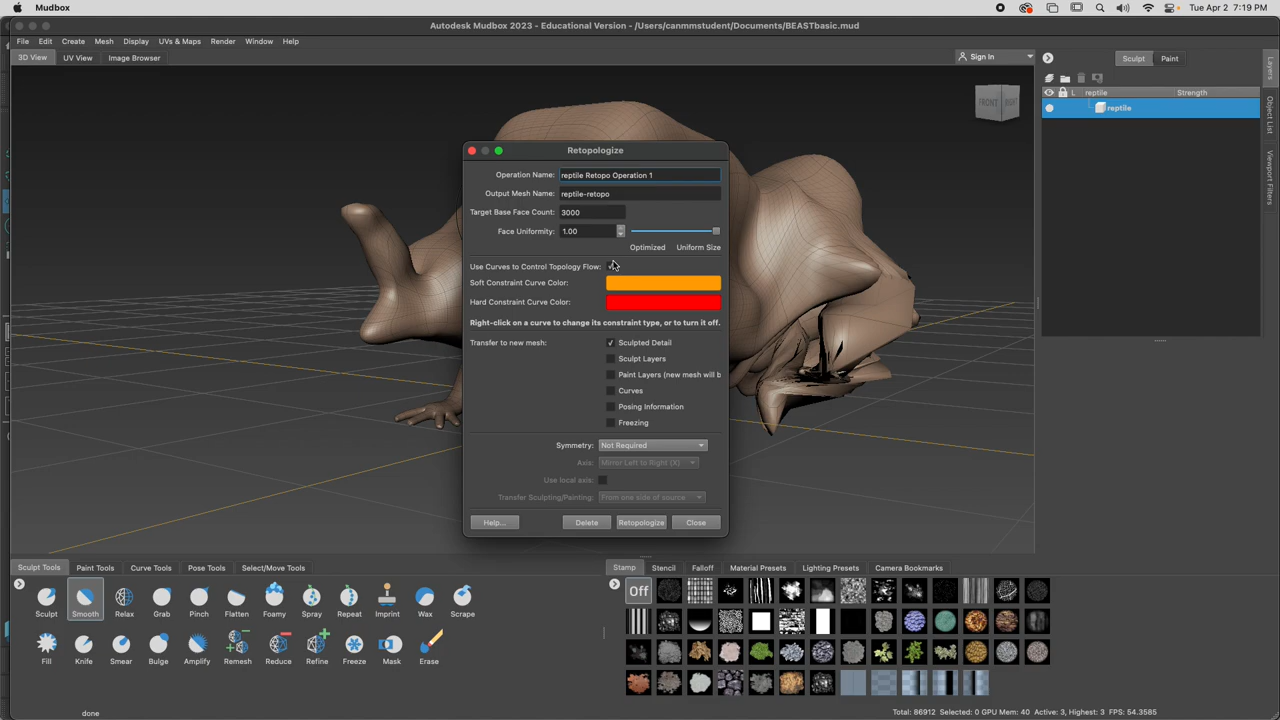 Mudbox
Tue Apr 2 7:19 PM
Autodesk Mudbox 2023 - Educational Version - /Users/canmmstudent/Documents/BEASTbasic.mud
File Edit Create Mesh Display UVs & Maps Render Window Help
3D View UV View Image Browser
Sign In
Sculpt Paint
L reptile Strength
reptile
Layers
Object List
Viewport Filters
FRONT RIGHT
Retopologize
Operation Name: reptile Retopo Operation 1
Output Mesh Name: reptile-retopo
Target Base Face Count: 3000
Face Uniformity: 1.00
Optimized Uniform Size
Use Curves to Control Topology Flow:
Soft Constraint Curve Color:
Hard Constraint Curve Color:
Right-click on a curve to change its constraint type, or to turn it off.
Transfer to new mesh: Sculpted Detail
Sculpt Layers
Paint Layers (new mesh will b
Curves
Posing Information
Freezing
Symmetry: Not Required
Axis: Mirror Left to Right (X)
Use local axis:
Transfer Sculpting/Painting: From one side of source
Help... Delete Retopologize Close
Sculpt Tools Paint Tools Curve Tools Pose Tools Select/Move Tools
Sculpt Smooth Relax Grab Pinch Flatten Foamy Spray Repeat Imprint Wax Scrape
Fill Knife Smear Bulge Amplify Remesh Reduce Refine Freeze Mask Erase
Stamp Stencil Falloff Material Presets Lighting Presets Camera Bookmarks
Off
done
Total: 86912 Selected: 0 GPU Mem: 40 Active: 3, Highest: 3 FPS: 54.3585